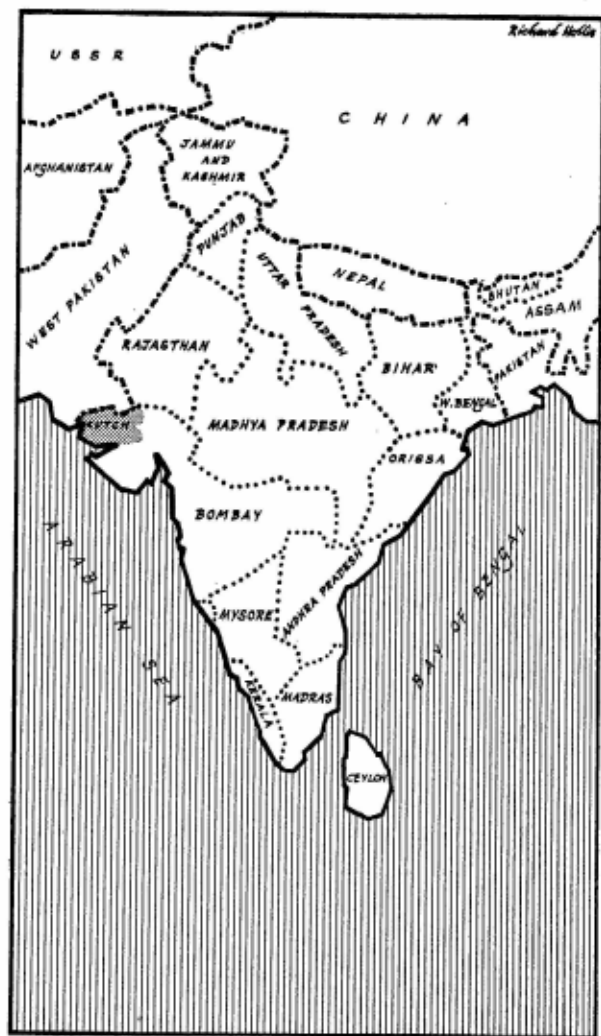 Richard Hollis
USSR
CHINA
JAMMU
AND
KASHMIR
AFGHANISTAN
PUNJAB
WEST PAKISTAN
UTTAR
PRADESH
NEPAL
BHUTAN
ASSAM
RAJASTHAN
BIHAR
PAKISTAN
W. BENGAL
KUTCH
MADHYA PRADESH
ORISSA
BOMBAY
ARABIAN SEA
BAY OF BENGAL
ANDHRA PRADESH
MYSORE
KERALA
MADRAS
CEYLON